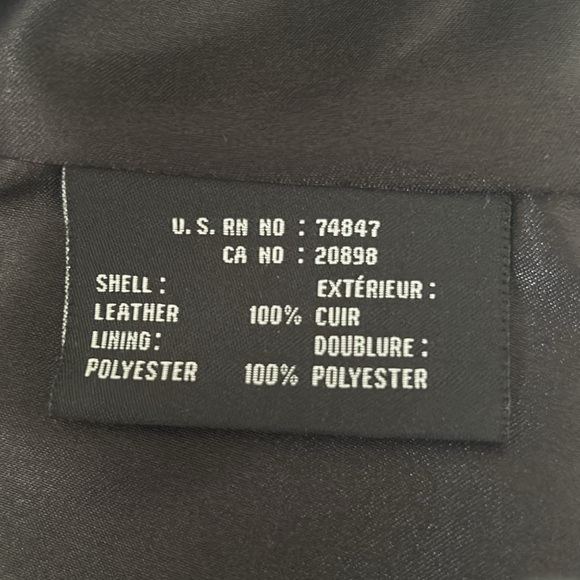 U.S. RN NO : 74847
CA NO : 20898
SHELL : EXTÉRIEUR :
LEATHER 100% CUIR
LINING: DOUBLURE :
POLYESTER 100% POLYESTER